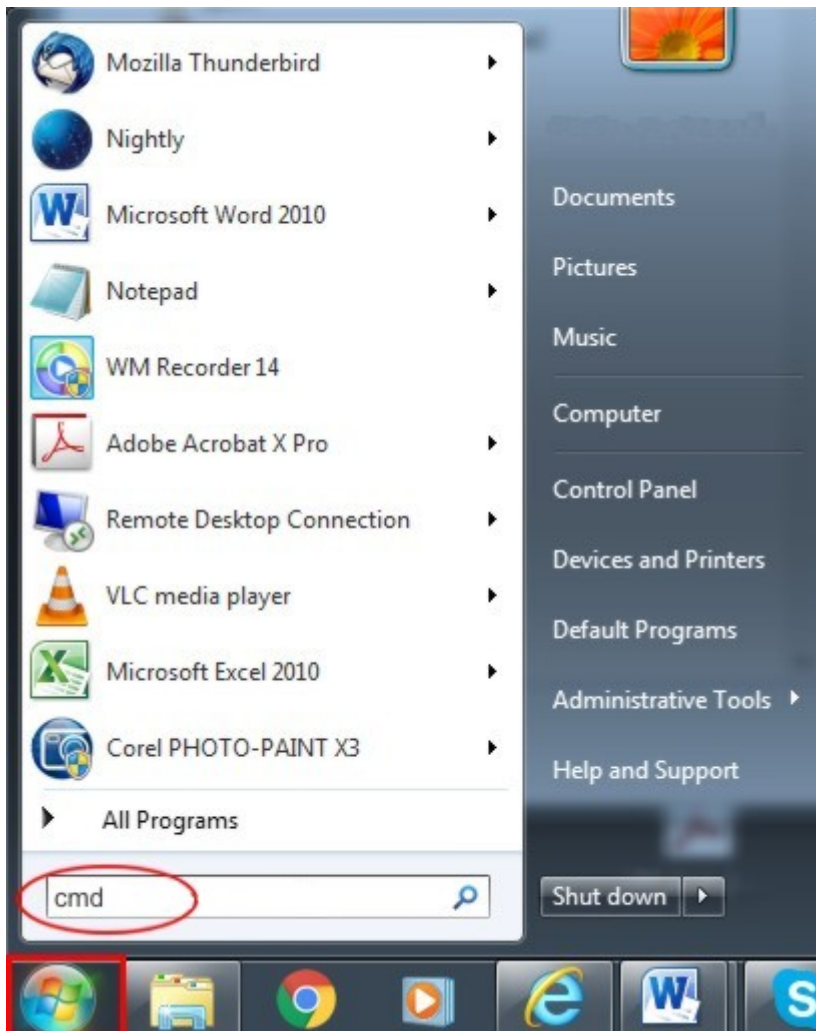 Mozilla Thunderbird
Nightly
Microsoft Word 2010
Notepad
WM Recorder 14
Adobe Acrobat X Pro
Remote Desktop Connection
VLC media player
Microsoft Excel 2010
Corel PHOTO-PAINT X3
All Programs
cmd
Documents
Pictures
Music
Computer
Control Panel
Devices and Printers
Default Programs
Administrative Tools
Help and Support
Shut down